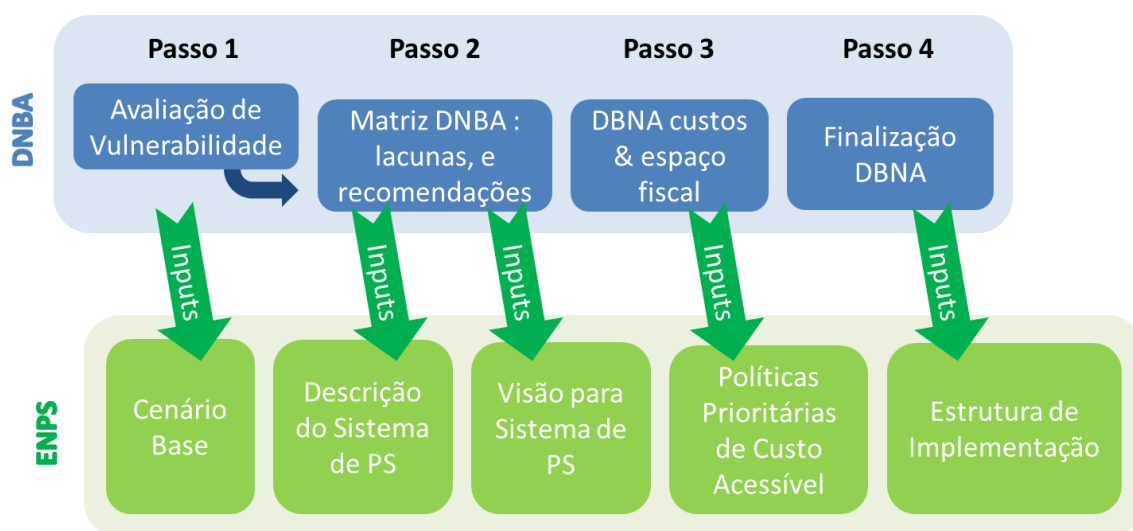 Passo 1
Passo 2
Passo 3
Passo 4
DNBA
Avaliação de
Vulnerabilidade
Matriz DNBA :
lacunas, e
recomendações
DBNA custos
& espaço
fiscal
Finalização
DBNA
Inputs
Inputs
Inputs
Inputs
Inputs
ENPS
Cenário
Base
Descrição
do Sistema
de PS
Visão para
Sistema de
PS
Políticas
Prioritárias
de Custo
Acessível
Estrutura de
Implementação